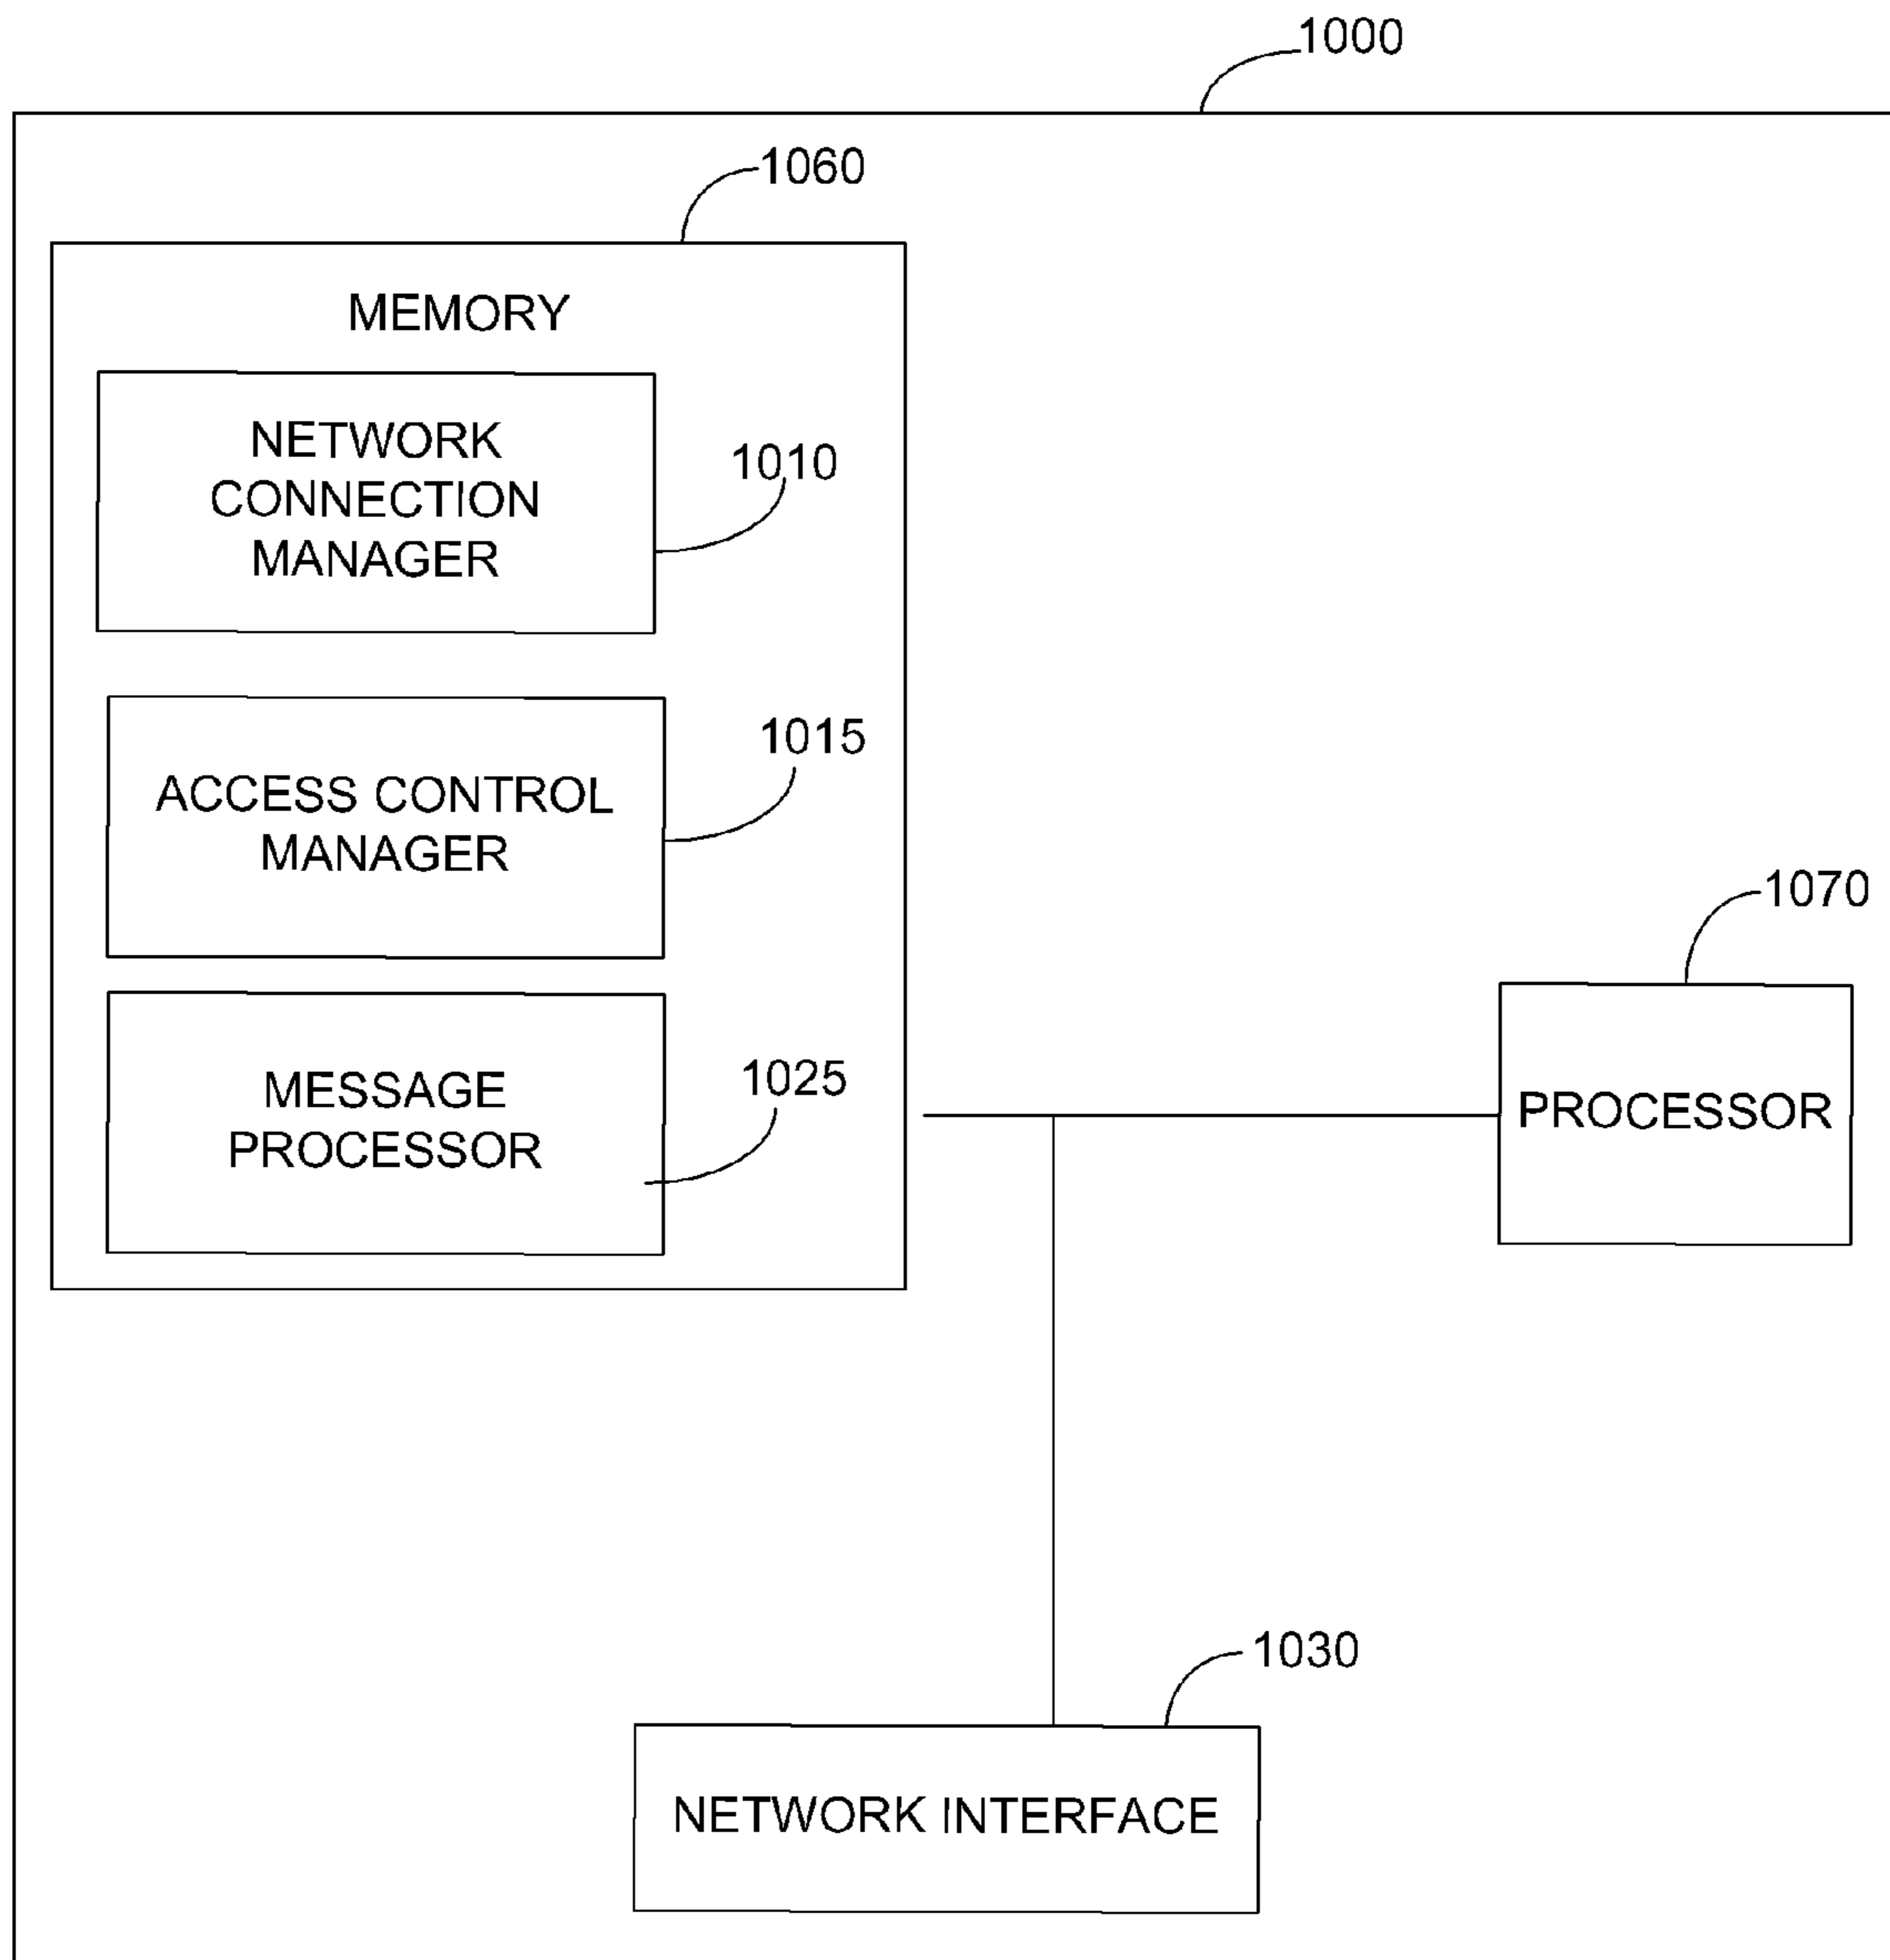 1000
1060
MEMORY
NETWORK
CONNECTION
MANAGER
1010
ACCESS CONTROL
MANAGER
1015
MESSAGE
PROCESSOR
1025
1070
PROCESSOR
1030
NETWORK INTERFACE